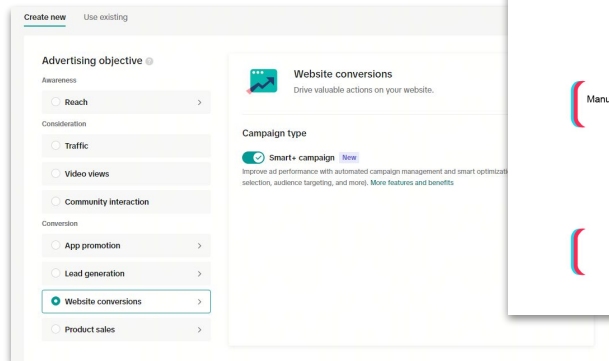 Create new Use existing
Advertising objective
Awareness
Reach
Consideration
Traffic
Video views
Community interaction
Conversion
App promotion
Lead generation
Website conversions
Product sales
Website conversions
Drive valuable actions on your website.
Campaign type
Smart+ campaign New
Improve ad performance with automated campaign management and smart optimizati
selection, audience targeting, and more). More features and benefits
Manu